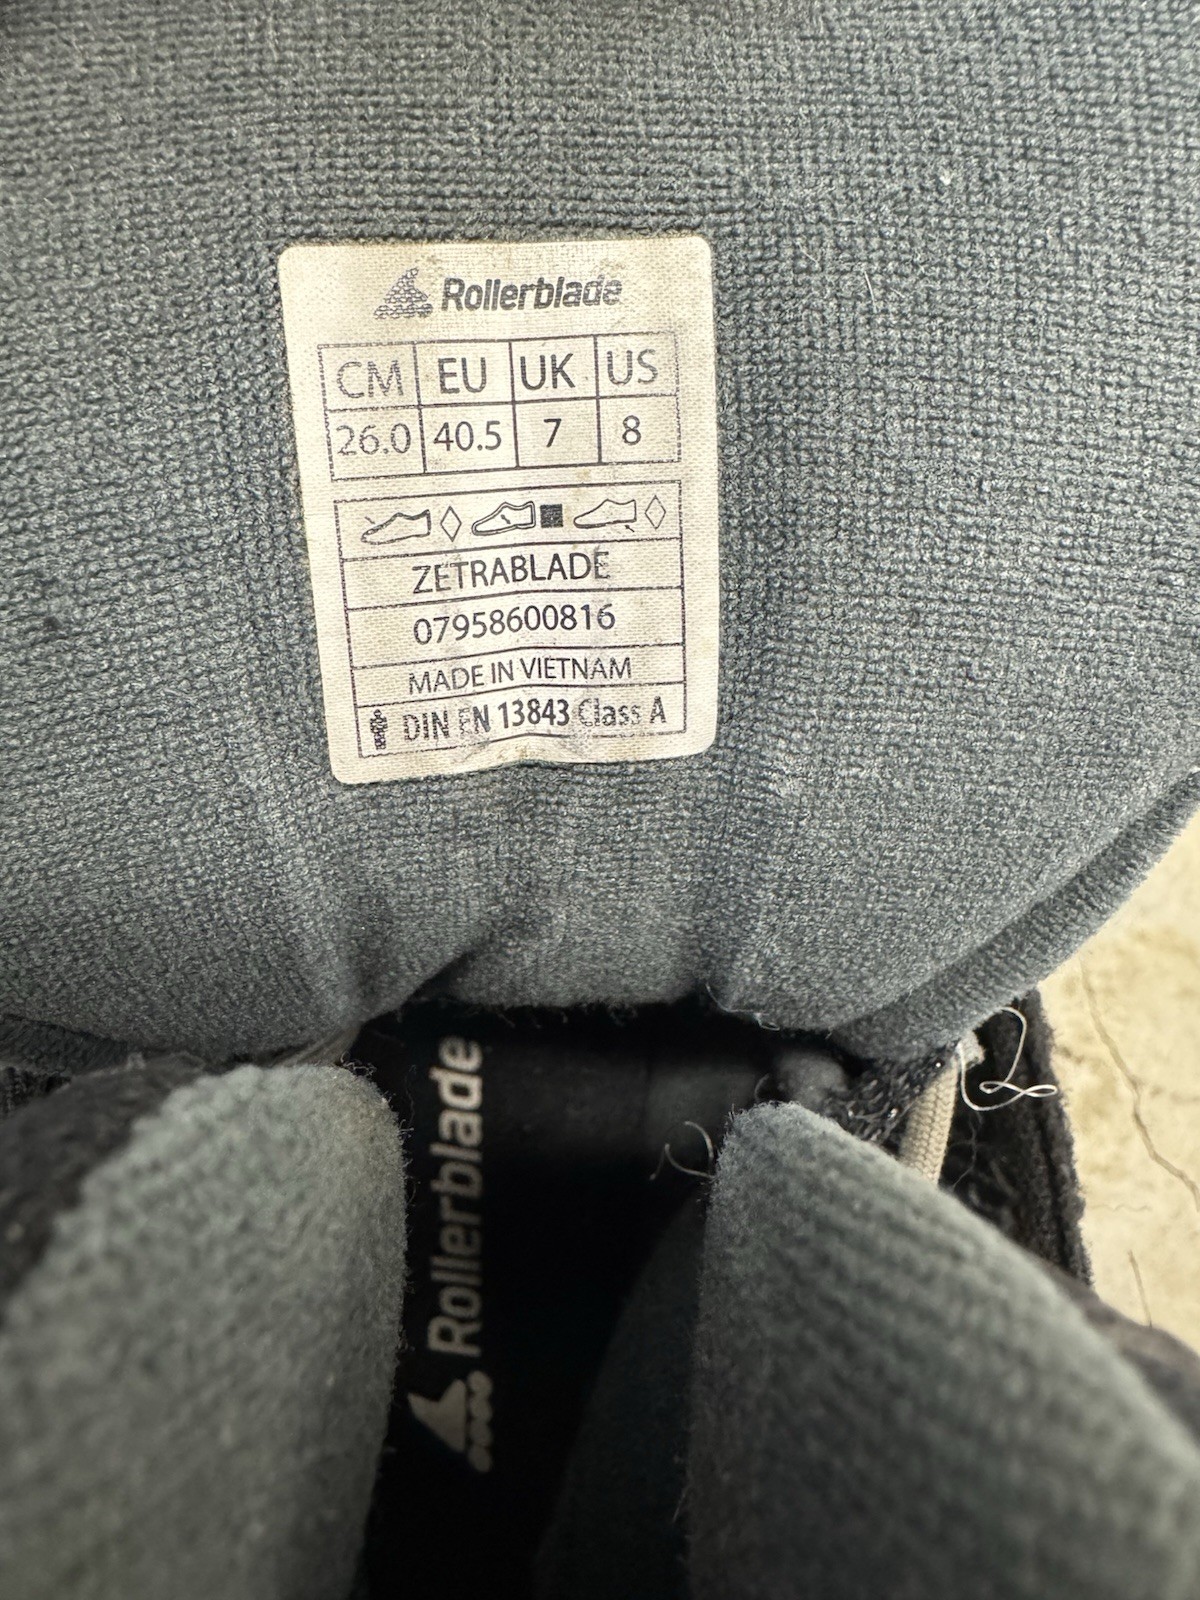 Rollerblade
CM EU UK US
26.0 40.5 7 8
ZETRABLADE
07958600816
MADE IN VIETNAM
DIN EN 13843 Class A
Rollerblade